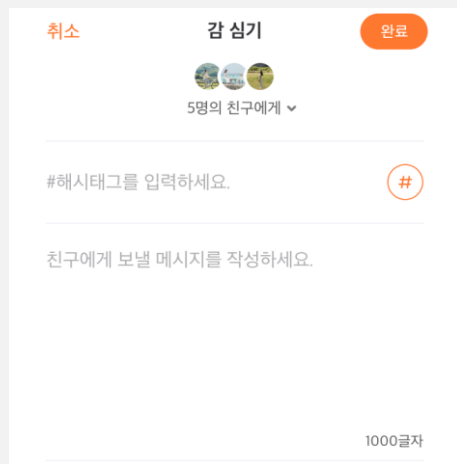 취소 감 심기 완료
5명의 친구에게
#해시태그를 입력하세요. #
친구에게 보낼 메시지를 작성하세요.
1000글자